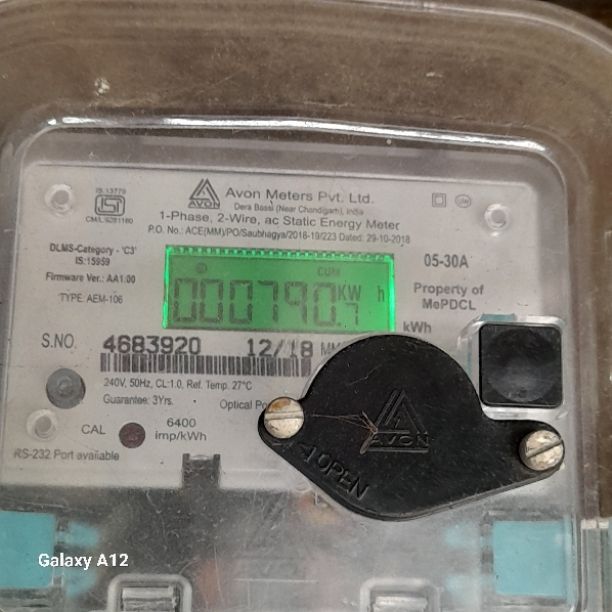 IS:13779
ISI
CM/L:9291160
AVON
Avon Meters Pvt. Ltd.
Dera Bassi (Near Chandigarh), India
1-Phase, 2-Wire, ac Static Energy Meter
P.O. No.: ACE(MM)/PO/Saubhagya/2018-19/223 Dated: 29-10-2018
DLMS-Category - 'C3'
IS:15959
Firmware Ver.: AA1.00
TYPE: AEM-106
CUM
000790.7 KW h
05-30A
Property of
MePDCL
kWh
S.NO. 4683920 12/18
240V, 50Hz, CL:1.0, Ref. Temp. 27°C
Guarantee: 3Yrs. Optical
CAL 6400
imp/kWh
RS-232 Port available
AVON
OPEN
Galaxy A12